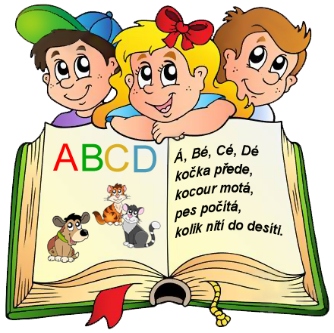 ABCD
Á, Bé, Cé, Dé
kočka přede,
kocour motá,
pes počítá,
kolik nití do desíti.